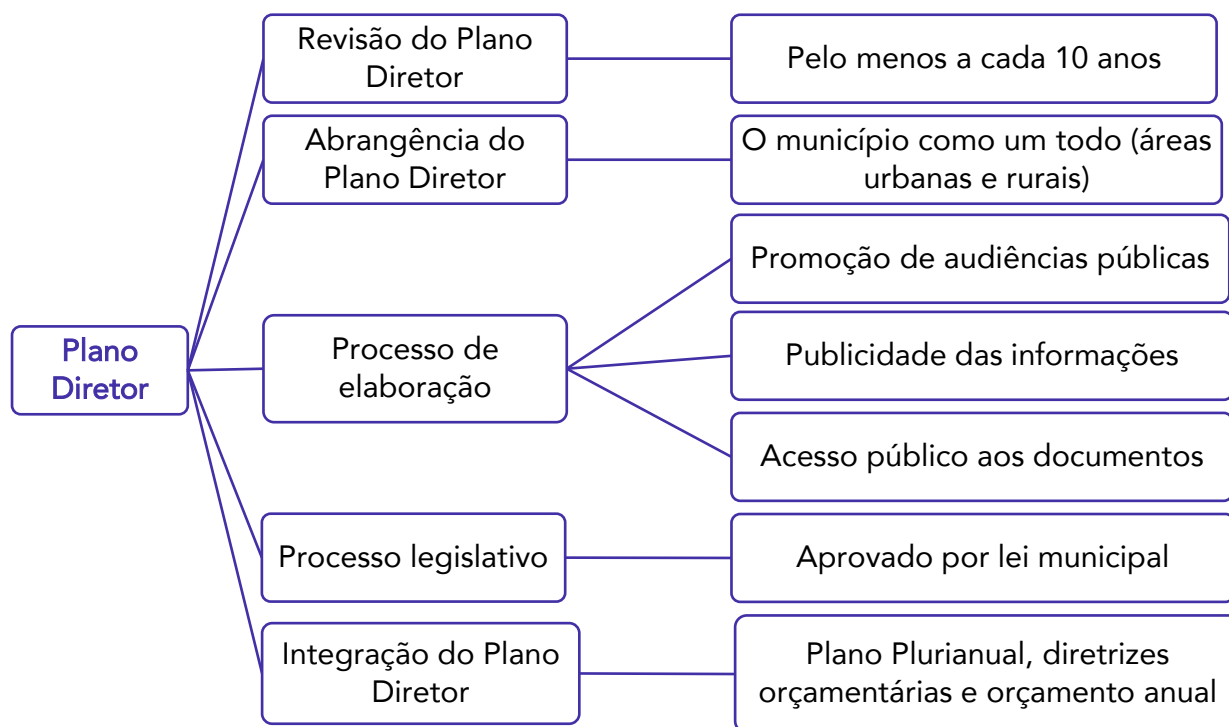 Revisão do Plano
Diretor
Pelo menos a cada 10 anos
Abrangência do
Plano Diretor
O município como um todo (áreas
urbanas e rurais)
Plano
Diretor
Processo de
elaboração
Promoção de audiências públicas
Publicidade das informações
Acesso público aos documentos
Processo legislativo
Aprovado por lei municipal
Integração do Plano
Diretor
Plano Plurianual, diretrizes
orçamentárias e orçamento anual